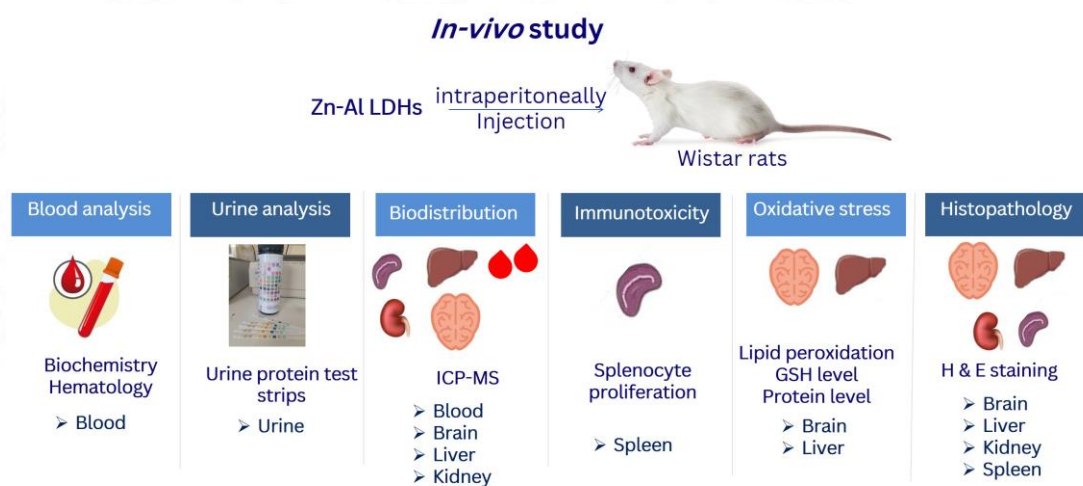 In-vivo study
Zn-Al LDHs
intraperitoneally
Injection
Wistar rats
Blood analysis
Biochemistry
Hematology
➢ Blood
Urine analysis
Urine protein test
strips
➢ Urine
Biodistribution
ICP-MS
➢ Blood
➢ Brain
➢ Liver
➢ Kidney
Immunotoxicity
Splenocyte
proliferation
➢ Spleen
Oxidative stress
Lipid peroxidation
GSH level
Protein level
➢ Brain
➢ Liver
Histopathology
H & E staining
➢ Brain
➢ Liver
➢ Kidney
➢ Spleen